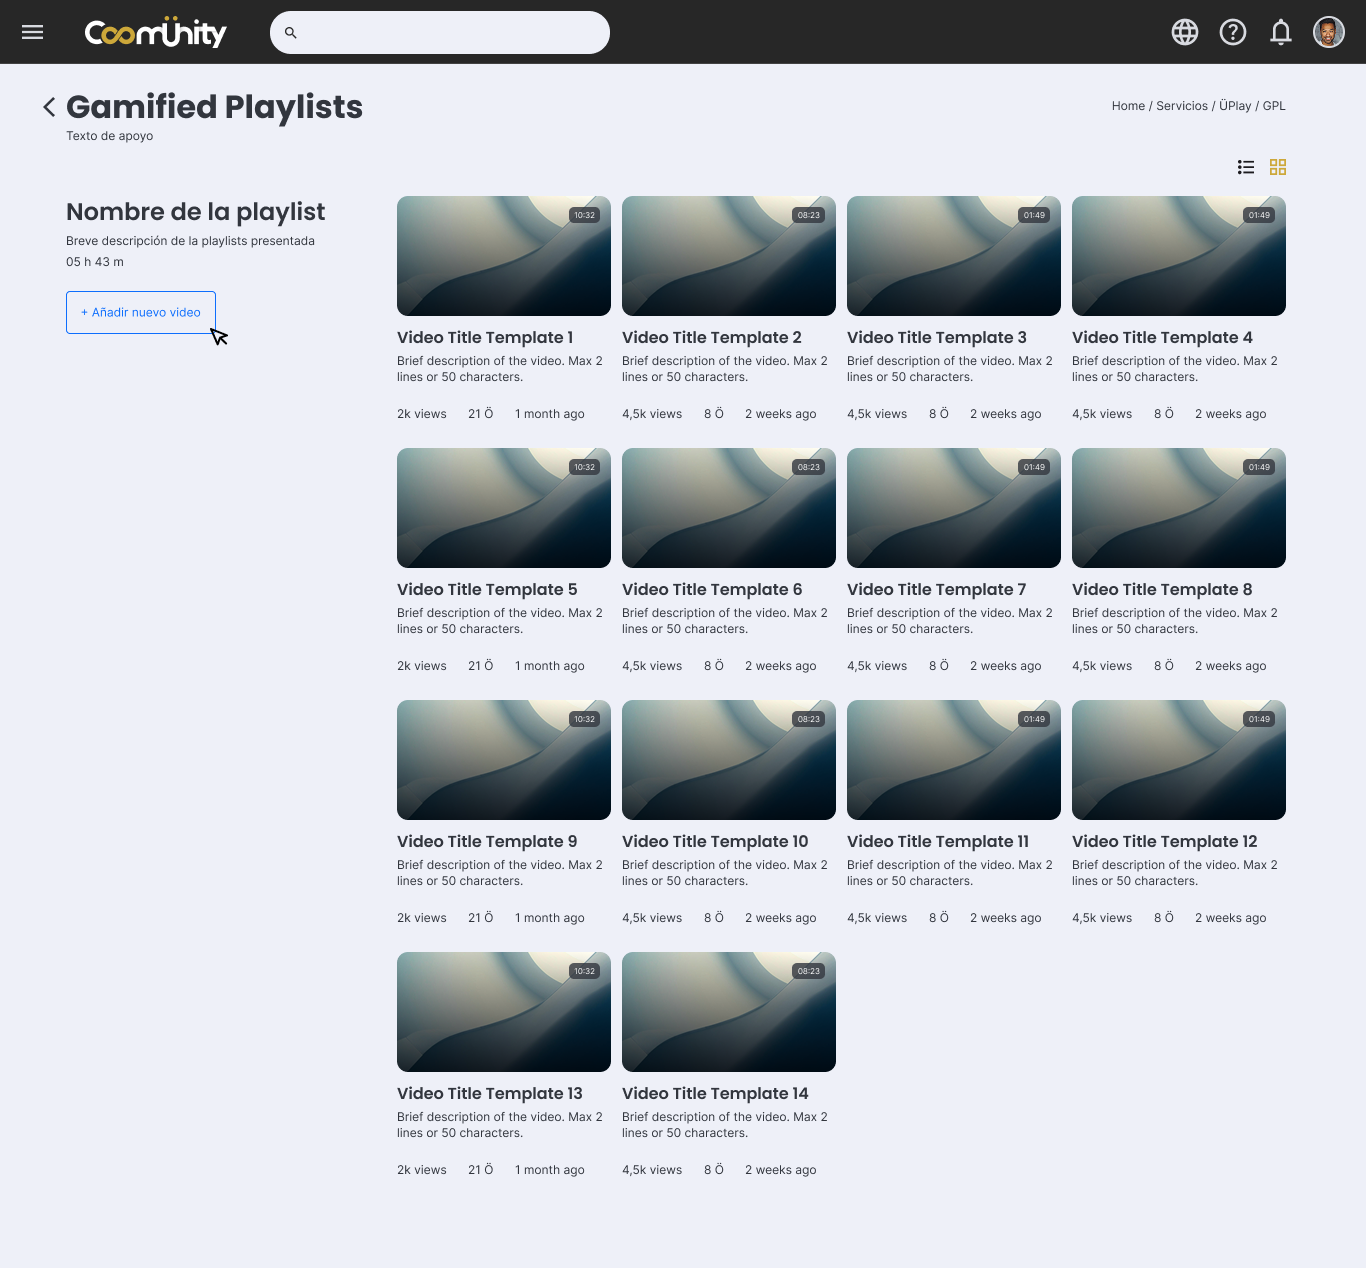 CoomÜnity
Gamified Playlists
Home / Servicios / ÜPlay / GPL
Texto de apoyo
Nombre de la playlist
Breve descripción de la playlists presentada
05 h 43 m
+ Añadir nuevo video
10:32
08:23
01:49
01:49
Video Title Template 1
Brief description of the video. Max 2
lines or 50 characters.
2k views 21 Ö 1 month ago
Video Title Template 2
Brief description of the video. Max 2
lines or 50 characters.
4,5k views 8 Ö 2 weeks ago
Video Title Template 3
Brief description of the video. Max 2
lines or 50 characters.
4,5k views 8 Ö 2 weeks ago
Video Title Template 4
Brief description of the video. Max 2
lines or 50 characters.
4,5k views 8 Ö 2 weeks ago
10:32
08:23
01:49
01:49
Video Title Template 5
Brief description of the video. Max 2
lines or 50 characters.
2k views 21 Ö 1 month ago
Video Title Template 6
Brief description of the video. Max 2
lines or 50 characters.
4,5k views 8 Ö 2 weeks ago
Video Title Template 7
Brief description of the video. Max 2
lines or 50 characters.
4,5k views 8 Ö 2 weeks ago
Video Title Template 8
Brief description of the video. Max 2
lines or 50 characters.
4,5k views 8 Ö 2 weeks ago
10:32
08:23
01:49
01:49
Video Title Template 9
Brief description of the video. Max 2
lines or 50 characters.
2k views 21 Ö 1 month ago
Video Title Template 10
Brief description of the video. Max 2
lines or 50 characters.
4,5k views 8 Ö 2 weeks ago
Video Title Template 11
Brief description of the video. Max 2
lines or 50 characters.
4,5k views 8 Ö 2 weeks ago
Video Title Template 12
Brief description of the video. Max 2
lines or 50 characters.
4,5k views 8 Ö 2 weeks ago
10:32
08:23
Video Title Template 13
Brief description of the video. Max 2
lines or 50 characters.
2k views 21 Ö 1 month ago
Video Title Template 14
Brief description of the video. Max 2
lines or 50 characters.
4,5k views 8 Ö 2 weeks ago